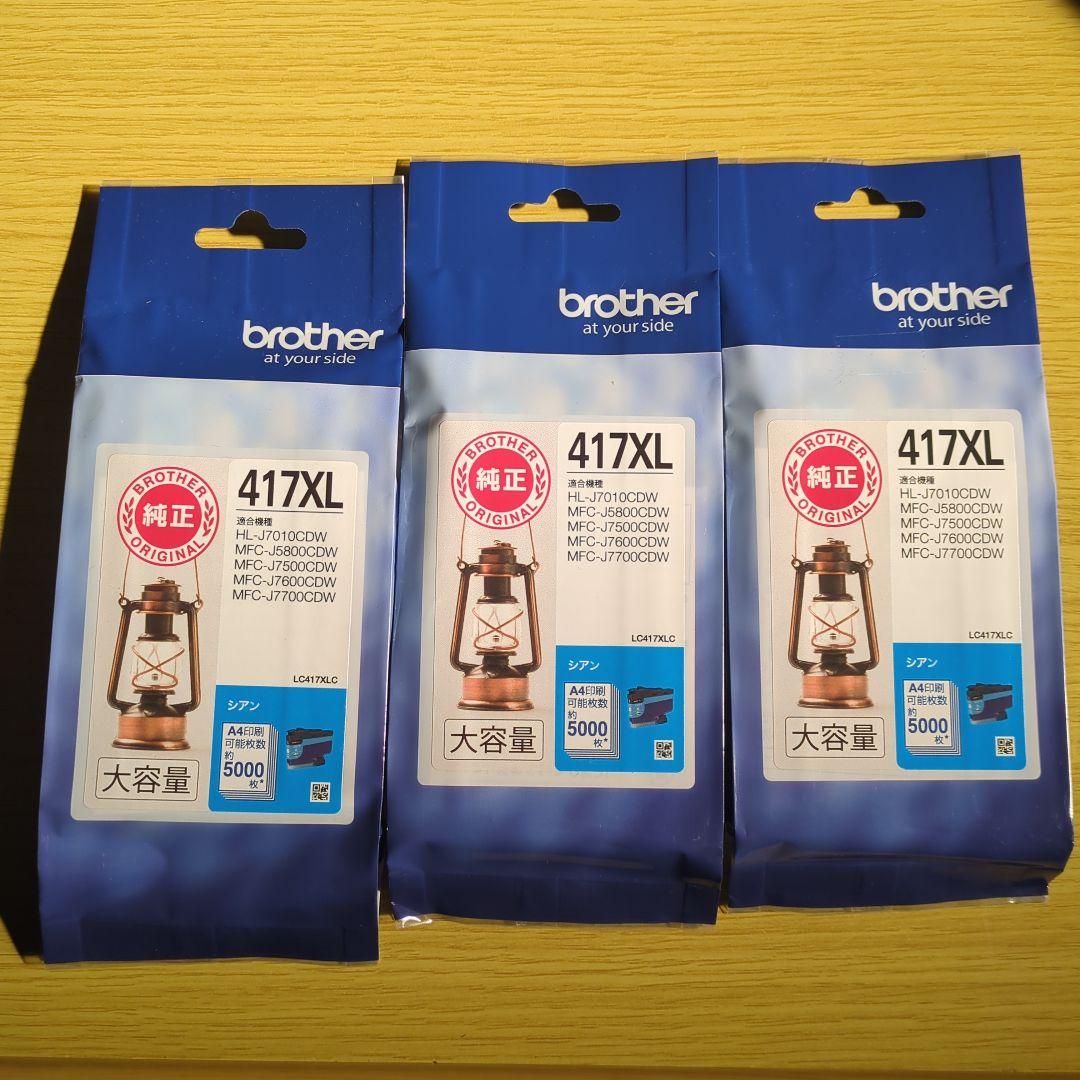 brother
at your side
BROTHER
純正
ORIGINAL
417XL
適合機種
HL-J7010CDW
MFC-J5800CDW
MFC-J7500CDW
MFC-J7600CDW
MFC-J7700CDW
LC417XLC
シアン
A4印刷
可能枚数
約
5000
枚*
大容量
brother
at your side
BROTHER
純正
ORIGINAL
417XL
適合機種
HL-J7010CDW
MFC-J5800CDW
MFC-J7500CDW
MFC-J7600CDW
MFC-J7700CDW
LC417XLC
シアン
A4印刷
可能枚数
約
5000
枚*
大容量
brother
at your side
BROTHER
純正
ORIGINAL
417XL
適合機種
HL-J7010CDW
MFC-J5800CDW
MFC-J7500CDW
MFC-J7600CDW
MFC-J7700CDW
LC417XLC
シアン
A4印刷
可能枚数
約
5000
枚*
大容量